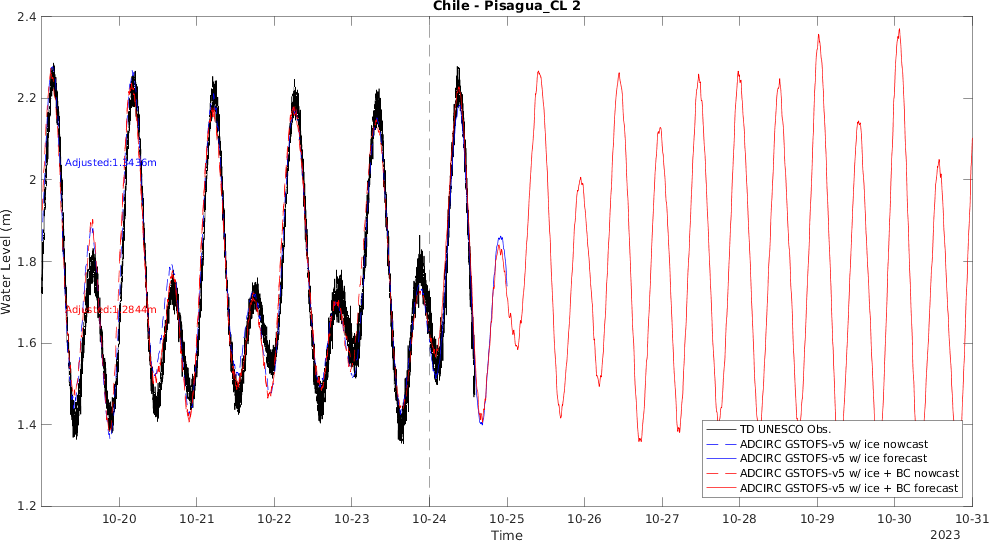 Chile - Pisagua_CL 2
2.4
2.2
2
1.8
1.6
1.4
1.2
Water Level (m)
Adjusted:1.3436m
Adjusted:1.2844m
TD UNESCO Obs.
ADCIRC GSTOFS-v5 w/ ice nowcast
ADCIRC GSTOFS-v5 w/ ice forecast
ADCIRC GSTOFS-v5 w/ ice + BC nowcast
ADCIRC GSTOFS-v5 w/ ice + BC forecast
10-20 10-21 10-22 10-23 10-24 10-25 10-26 10-27 10-28 10-29 10-30 10-31
Time
2023